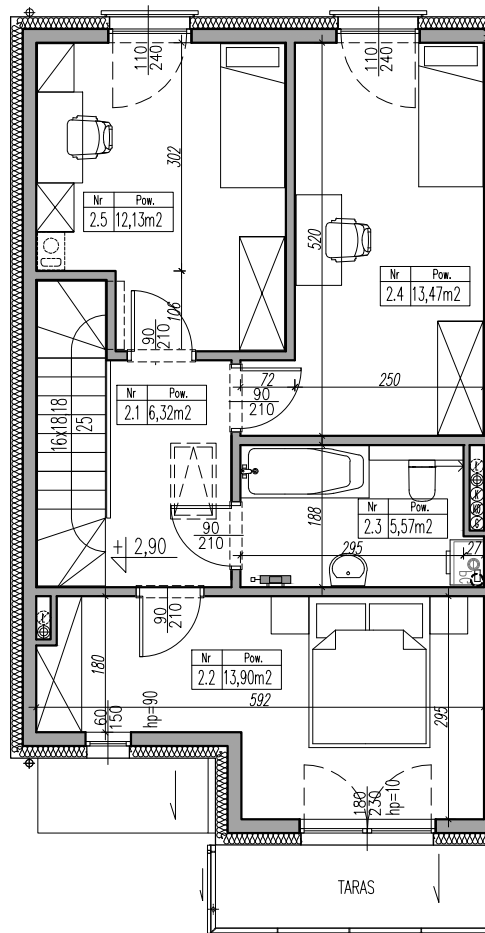 110
240
110
240
302
520
Nr Pow.
2.5 12,13m2
Nr Pow.
2.4 13,47m2
106
90
210
72
250
90
210
Nr Pow.
2.1 6,32m2
16x18.18
25
188
Nr Pow.
2.3 5,57m2
90
210
+ 2,90
295
27
90
210
180
Nr Pow.
2.2 13,90m2
592
295
60
150
hp=90
180
230
hp=10
TARAS